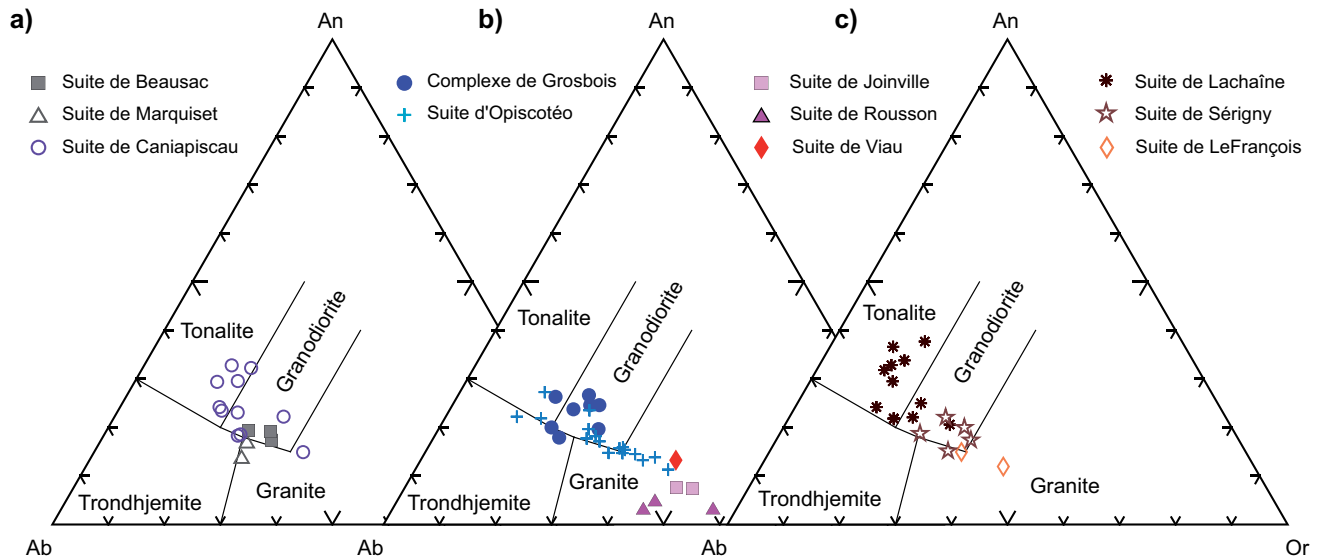 a)
An
b)
An
c)
An
Suite de Beausac
Suite de Marquiset
Suite de Caniapiscau
Complexe de Grosbois
Suite d'Opiscotéo
Suite de Joinville
Suite de Rousson
Suite de Viau
Suite de Lachaîne
Suite de Sérigny
Suite de LeFrançois
Tonalite
Granodiorite
Trondhjemite
Granite
Tonalite
Granodiorite
Trondhjemite
Granite
Tonalite
Granodiorite
Trondhjemite
Granite
Ab
Ab
Ab
Or